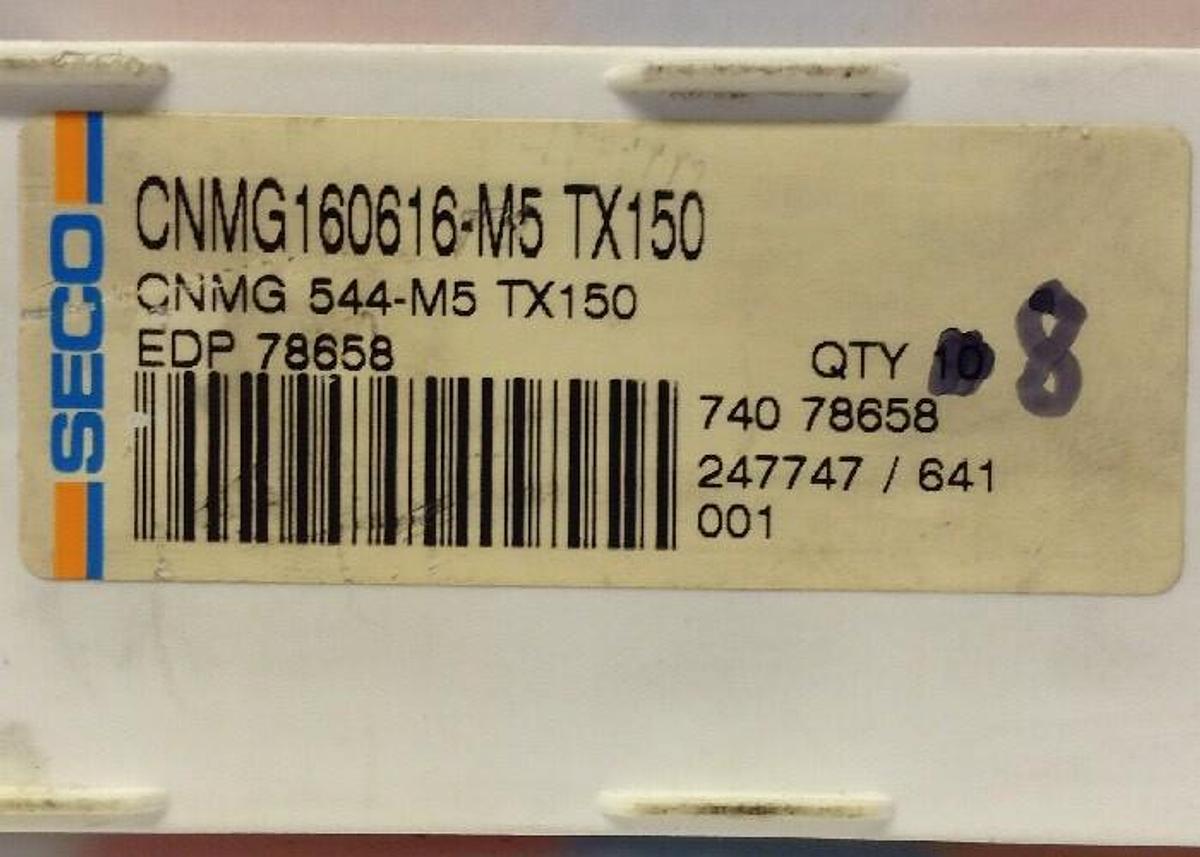 SECO
CNMG160616-M5 TX150
CNMG 544-M5 TX150
EDP 78658
QTY 10 8
740 78658
247747 / 641
001